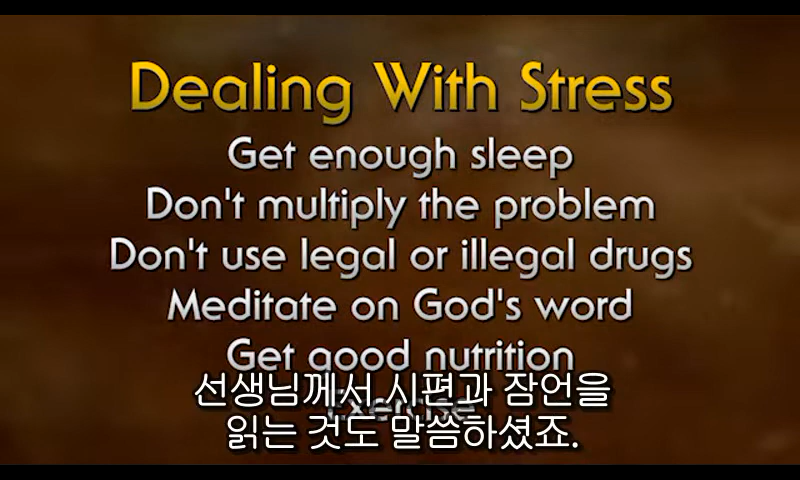 Dealing With Stress
Get enough sleep
Don't multiply the problem
Don't use legal or illegal drugs
Meditate on God's word
Get good nutrition
Exercise
선생님께서 시편과 잠언을
읽는 것도 말씀하셨죠.